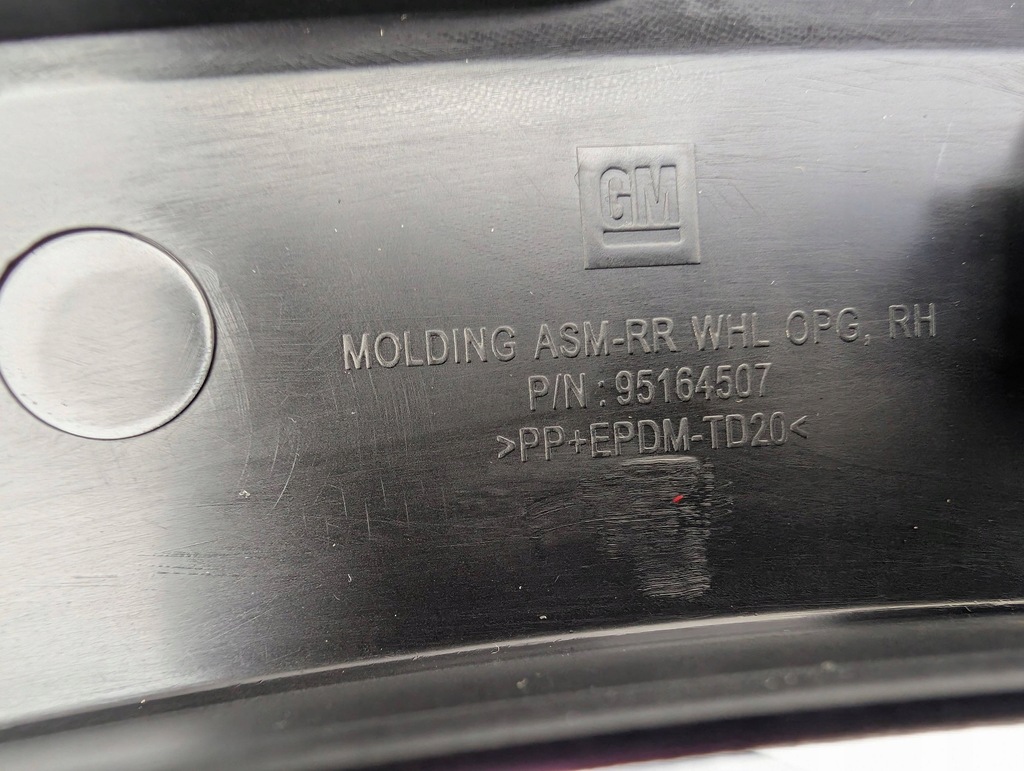 GM
MOLDING ASM-RR WHL OPG, RH
P/N : 95164507
>PP+EPDM-TD20<